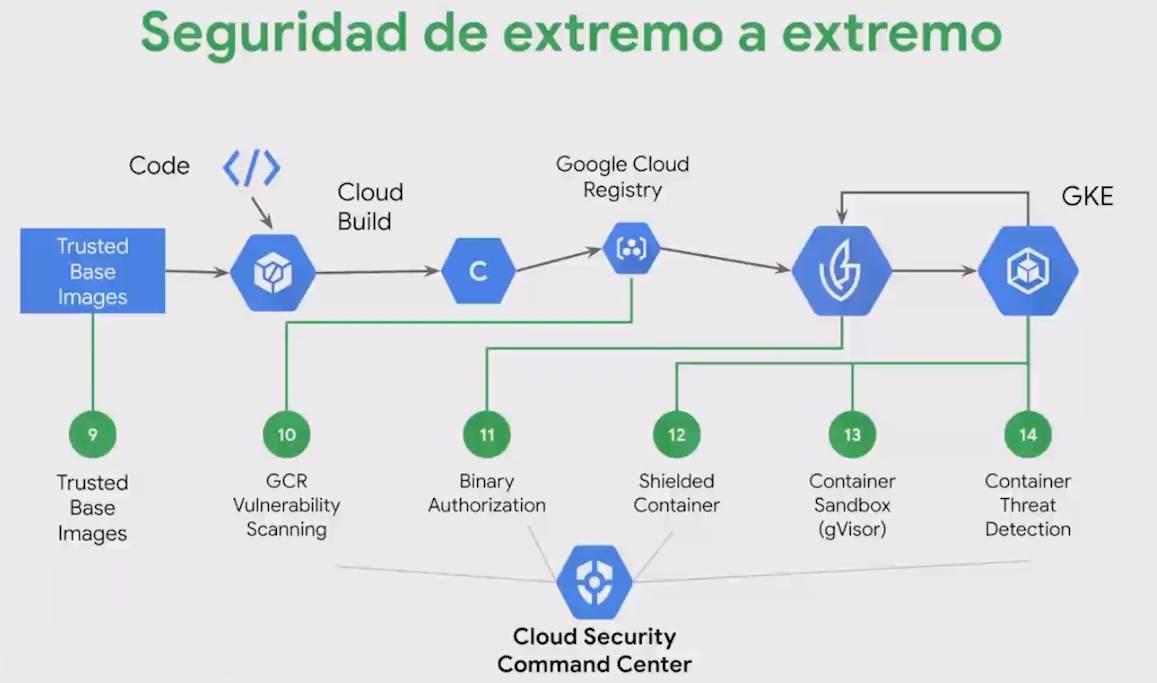 Seguridad de extremo a extremo
Code
</>
Cloud
Build
Google Cloud
Registry
GKE
Trusted
Base
Images
C
9
10
11
12
13
14
Trusted
Base
Images
GCR
Vulnerability
Scanning
Binary
Authorization
Shielded
Container
Container
Sandbox
(gVisor)
Container
Threat
Detection
Cloud Security
Command Center